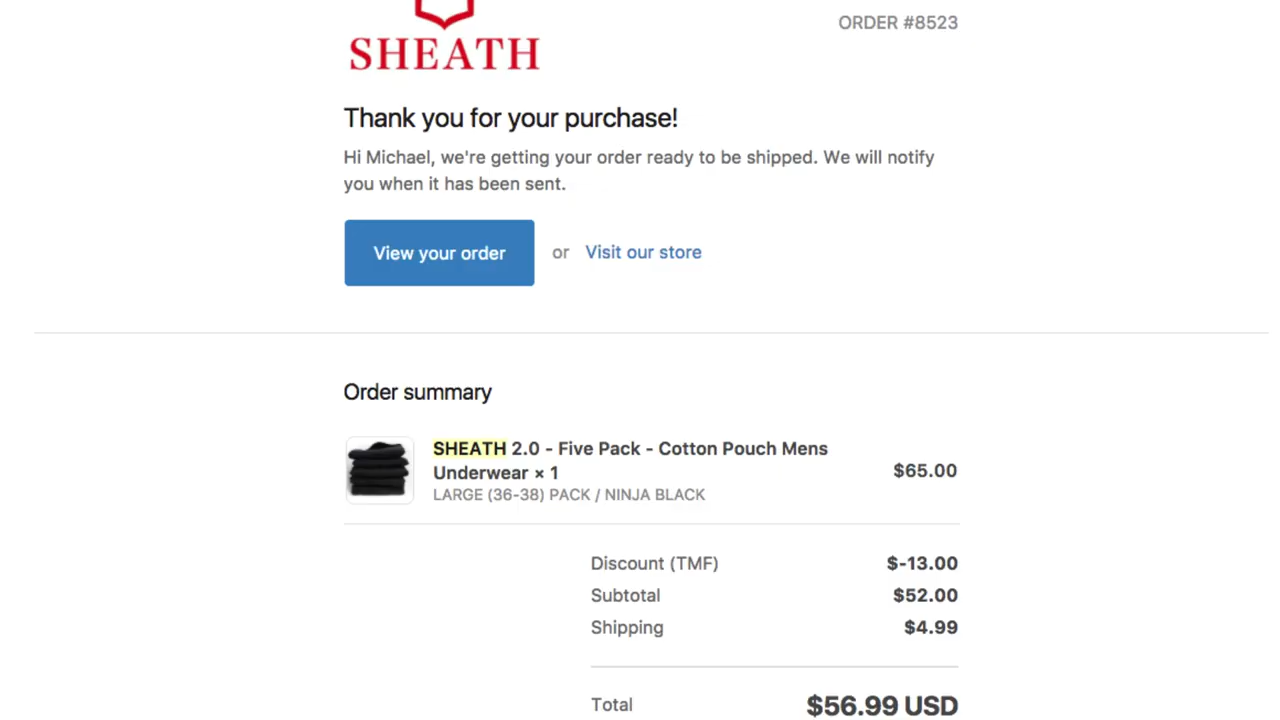 ORDER #8523
SHEATH
Thank you for your purchase!
Hi Michael, we're getting your order ready to be shipped. We will notify
you when it has been sent.
View your order or Visit our store
Order summary
SHEATH 2.0 - Five Pack - Cotton Pouch Mens
Underwear × 1
$65.00
LARGE (36-38) PACK / NINJA BLACK
Discount (TMF) $-13.00
Subtotal $52.00
Shipping $4.99
Total $56.99 USD